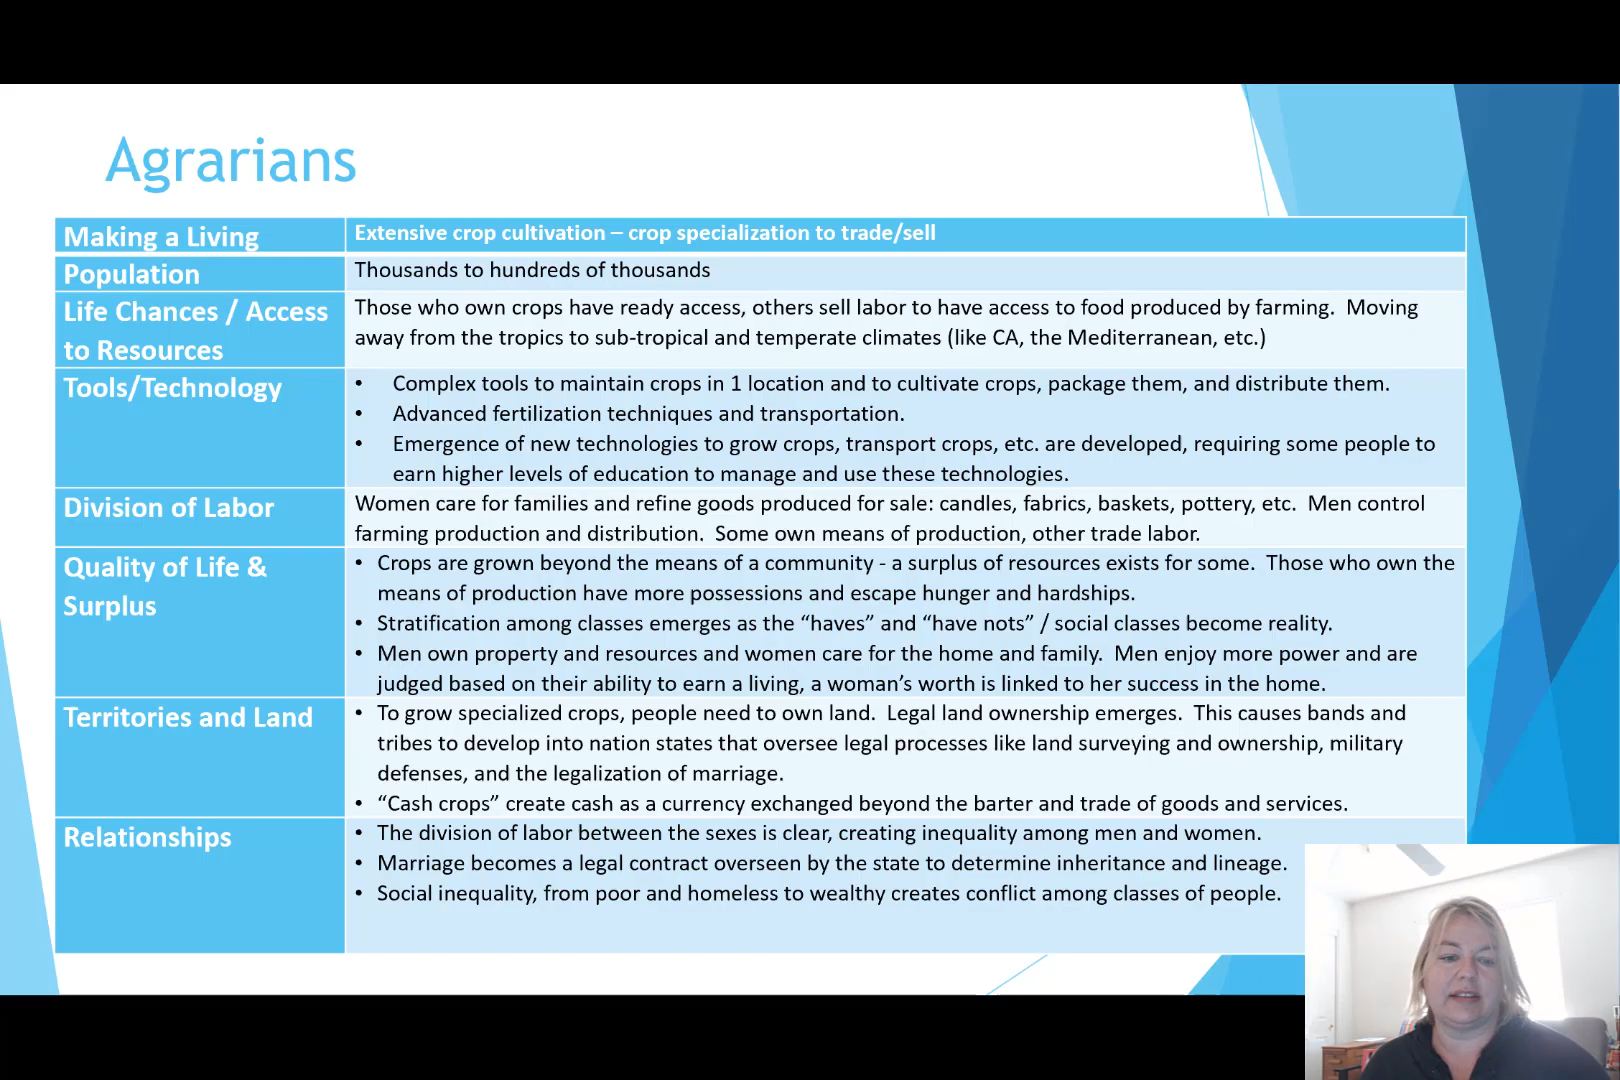 Agrarians
Making a Living
Extensive crop cultivation – crop specialization to trade/sell
Population
Thousands to hundreds of thousands
Life Chances / Access
to Resources
Those who own crops have ready access, others sell labor to have access to food produced by farming.  Moving
away from the tropics to sub-tropical and temperate climates (like CA, the Mediterranean, etc.)
Tools/Technology
• Complex tools to maintain crops in 1 location and to cultivate crops, package them, and distribute them.
• Advanced fertilization techniques and transportation.
• Emergence of new technologies to grow crops, transport crops, etc. are developed, requiring some people to
earn higher levels of education to manage and use these technologies.
Division of Labor
Women care for families and refine goods produced for sale: candles, fabrics, baskets, pottery, etc.  Men control
farming production and distribution.  Some own means of production, other trade labor.
Quality of Life &
Surplus
• Crops are grown beyond the means of a community - a surplus of resources exists for some.  Those who own the
means of production have more possessions and escape hunger and hardships.
• Stratification among classes emerges as the “haves” and “have nots” / social classes become reality.
• Men own property and resources and women care for the home and family.  Men enjoy more power and are
judged based on their ability to earn a living, a woman’s worth is linked to her success in the home.
Territories and Land
• To grow specialized crops, people need to own land.  Legal land ownership emerges.  This causes bands and
tribes to develop into nation states that oversee legal processes like land surveying and ownership, military
defenses, and the legalization of marriage.
• “Cash crops” create cash as a currency exchanged beyond the barter and trade of goods and services.
Relationships
• The division of labor between the sexes is clear, creating inequality among men and women.
• Marriage becomes a legal contract overseen by the state to determine inheritance and lineage.
• Social inequality, from poor and homeless to wealthy creates conflict among classes of people.